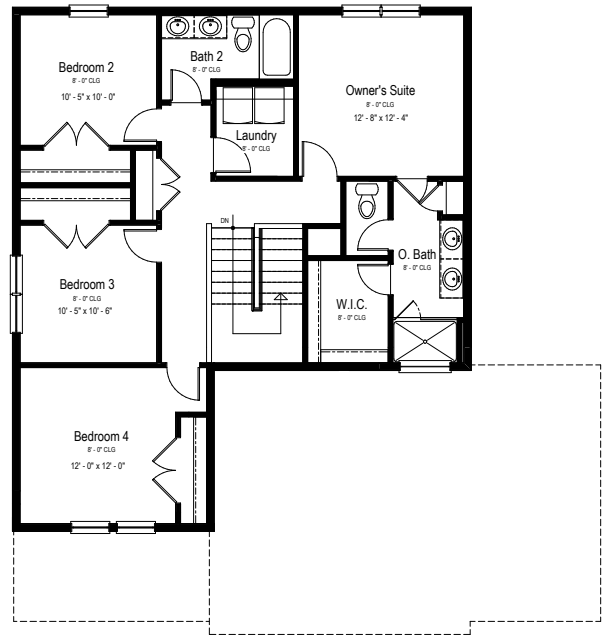 Bedroom 2
8' - 0" CLG
10' - 5" x 10' - 0"
Bath 2
8' - 0" CLG
Laundry
8' - 0" CLG
Owner's Suite
8' - 0" CLG
12' - 8" x 12' - 4"
DN
O. Bath
8' - 0" CLG
W.I.C.
8' - 0" CLG
Bedroom 3
8' - 0" CLG
10' - 5" x 10' - 6"
Bedroom 4
8' - 0" CLG
12' - 0" x 12' - 0"